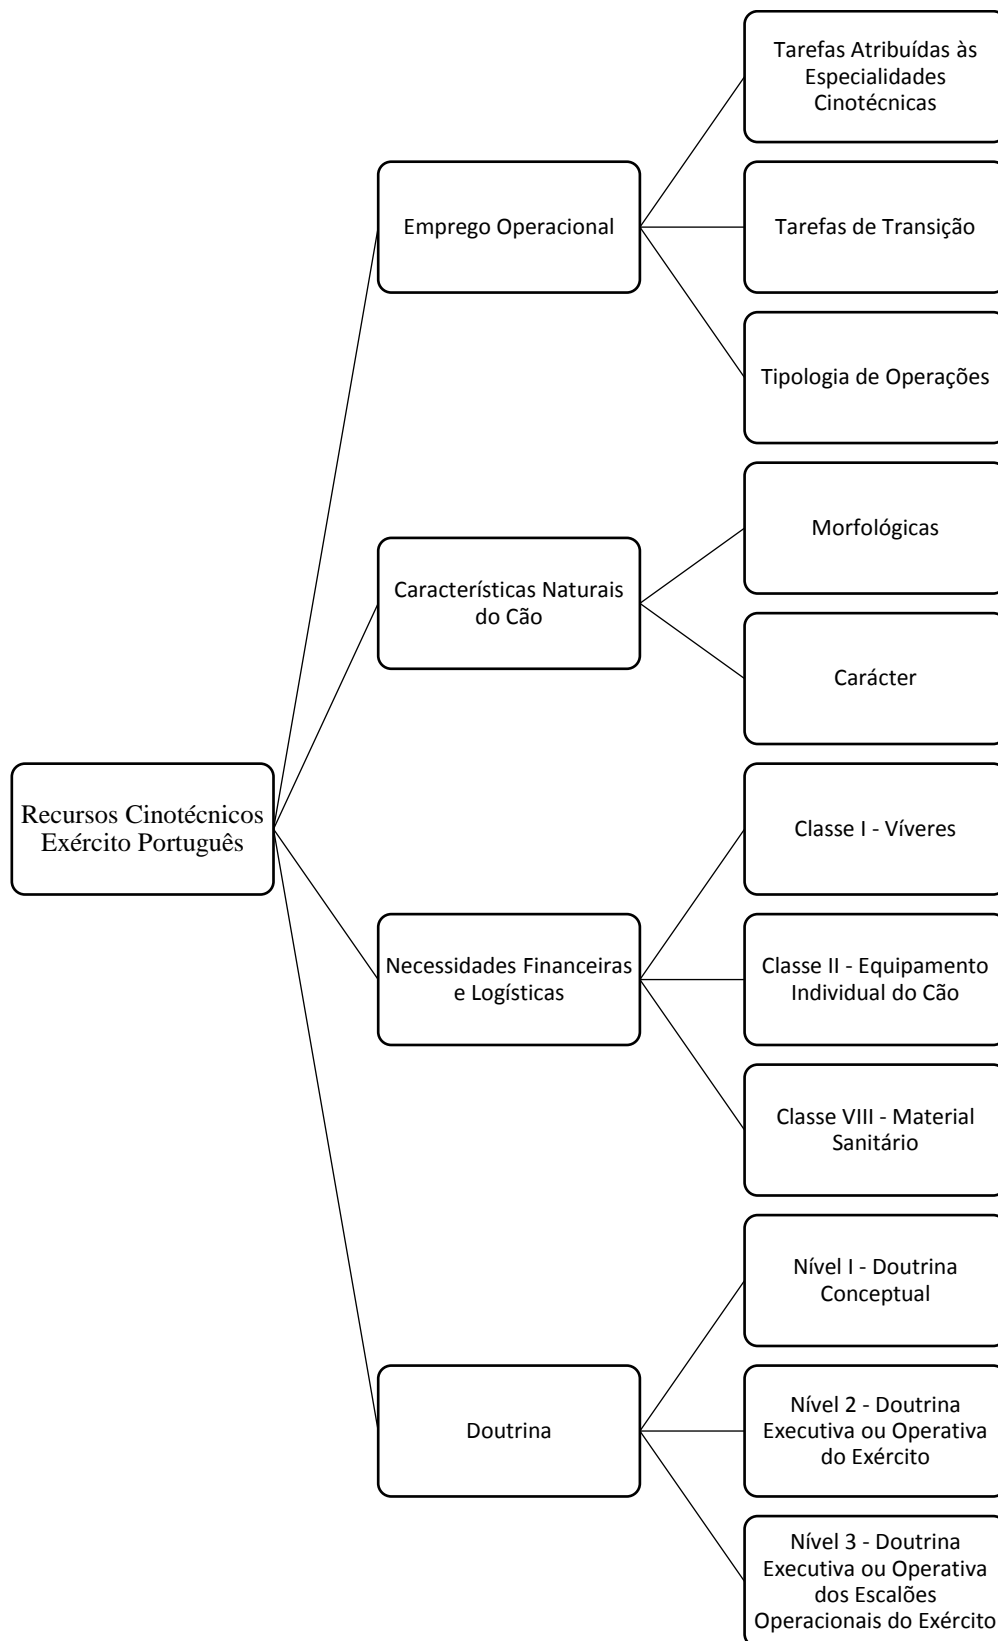 Tarefas Atribuídas às
Especialidades
Cinotécnicas
Emprego Operacional
Tarefas de Transição
Tipologia de Operações
Morfológicas
Características Naturais
do Cão
Carácter
Recursos Cinotécnicos
Exército Português
Classe I - Víveres
Necessidades Financeiras
e Logísticas
Classe II - Equipamento
Individual do Cão
Classe VIII - Material
Sanitário
Nível I - Doutrina
Conceptual
Doutrina
Nível 2 - Doutrina
Executiva ou Operativa
do Exército
Nível 3 - Doutrina
Executiva ou Operativa
dos Escalões
Operacionais do Exército